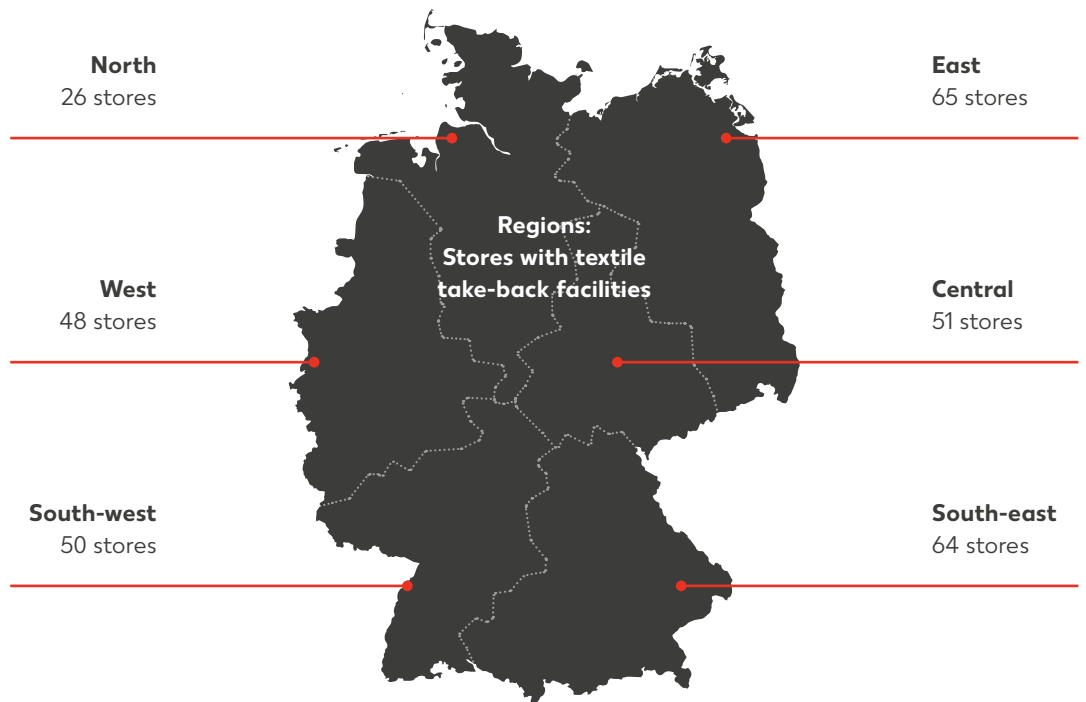 North
26 stores
East
65 stores
Regions:
Stores with textile
take-back facilities
West
48 stores
Central
51 stores
South-west
50 stores
South-east
64 stores